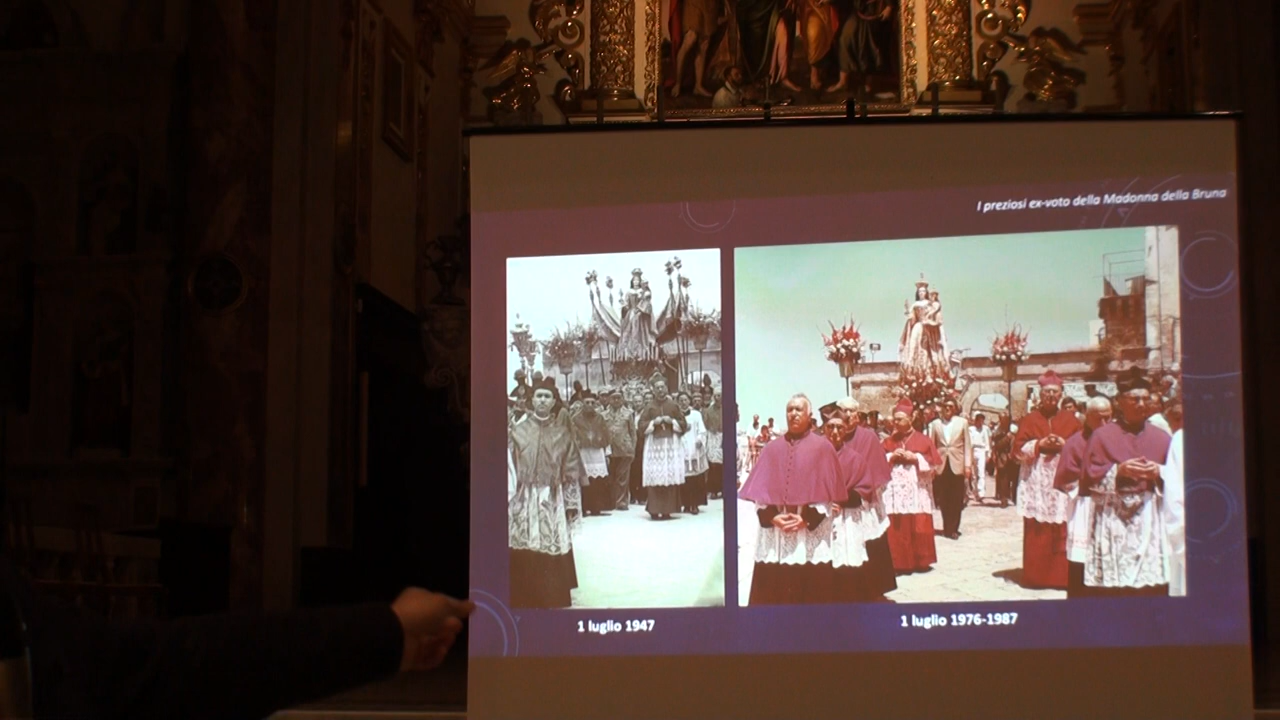 I preziosi ex-voto della Madonna della Bruna
1 luglio 1947
1 luglio 1976-1987